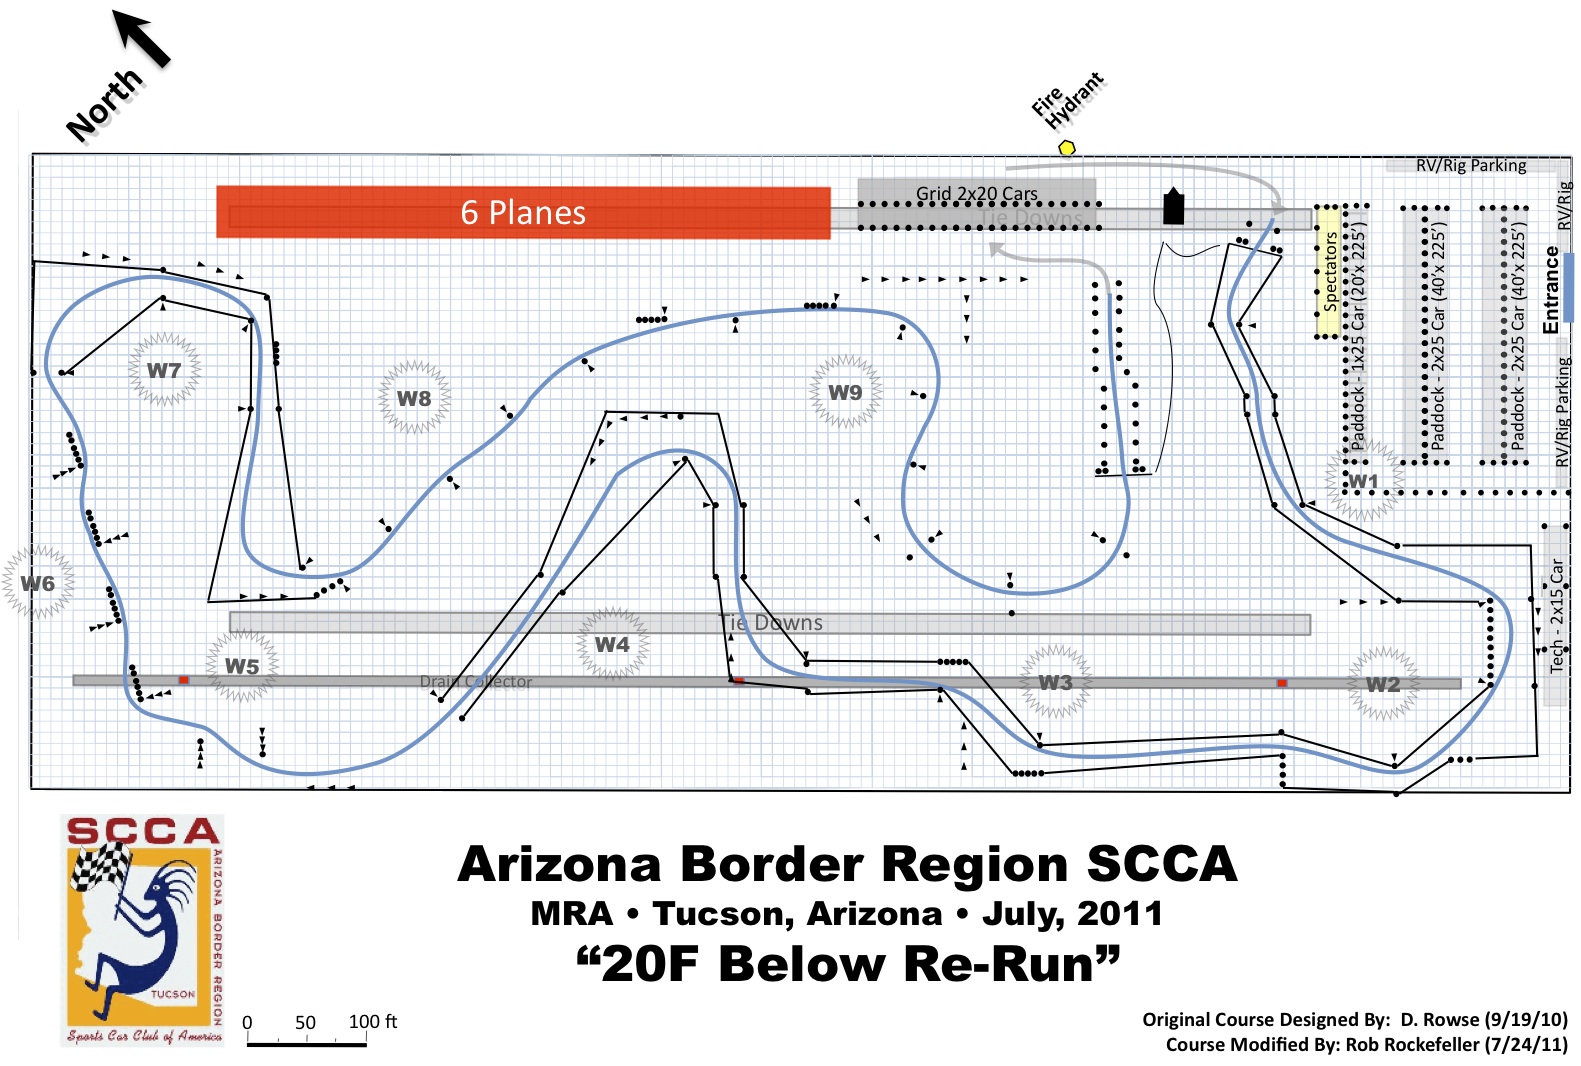 North
Fire
Hydrant
RV/Rig Parking
RV/Rig
6 Planes
Grid 2x20 Cars
Tie Downs
Spectators
Paddock - 1x25 Car (20'x 225')
Paddock - 2x25 Car (40'x 225')
Paddock - 2x25 Car (40'x 225')
Entrance
RV/Rig Parking
W7
W8
W9
W1
W6
Tech - 2x15 Car
Tie Downs
W4
W5
Drain Collector
W3
W2
SCCA
ARIZONA BORDER REGION
TUCSON
Sports Car Club of America
0 50 100 ft
Arizona Border Region SCCA
MRA • Tucson, Arizona • July, 2011
“20F Below Re-Run”
Original Course Designed By: D. Rowse (9/19/10)
Course Modified By: Rob Rockefeller (7/24/11)